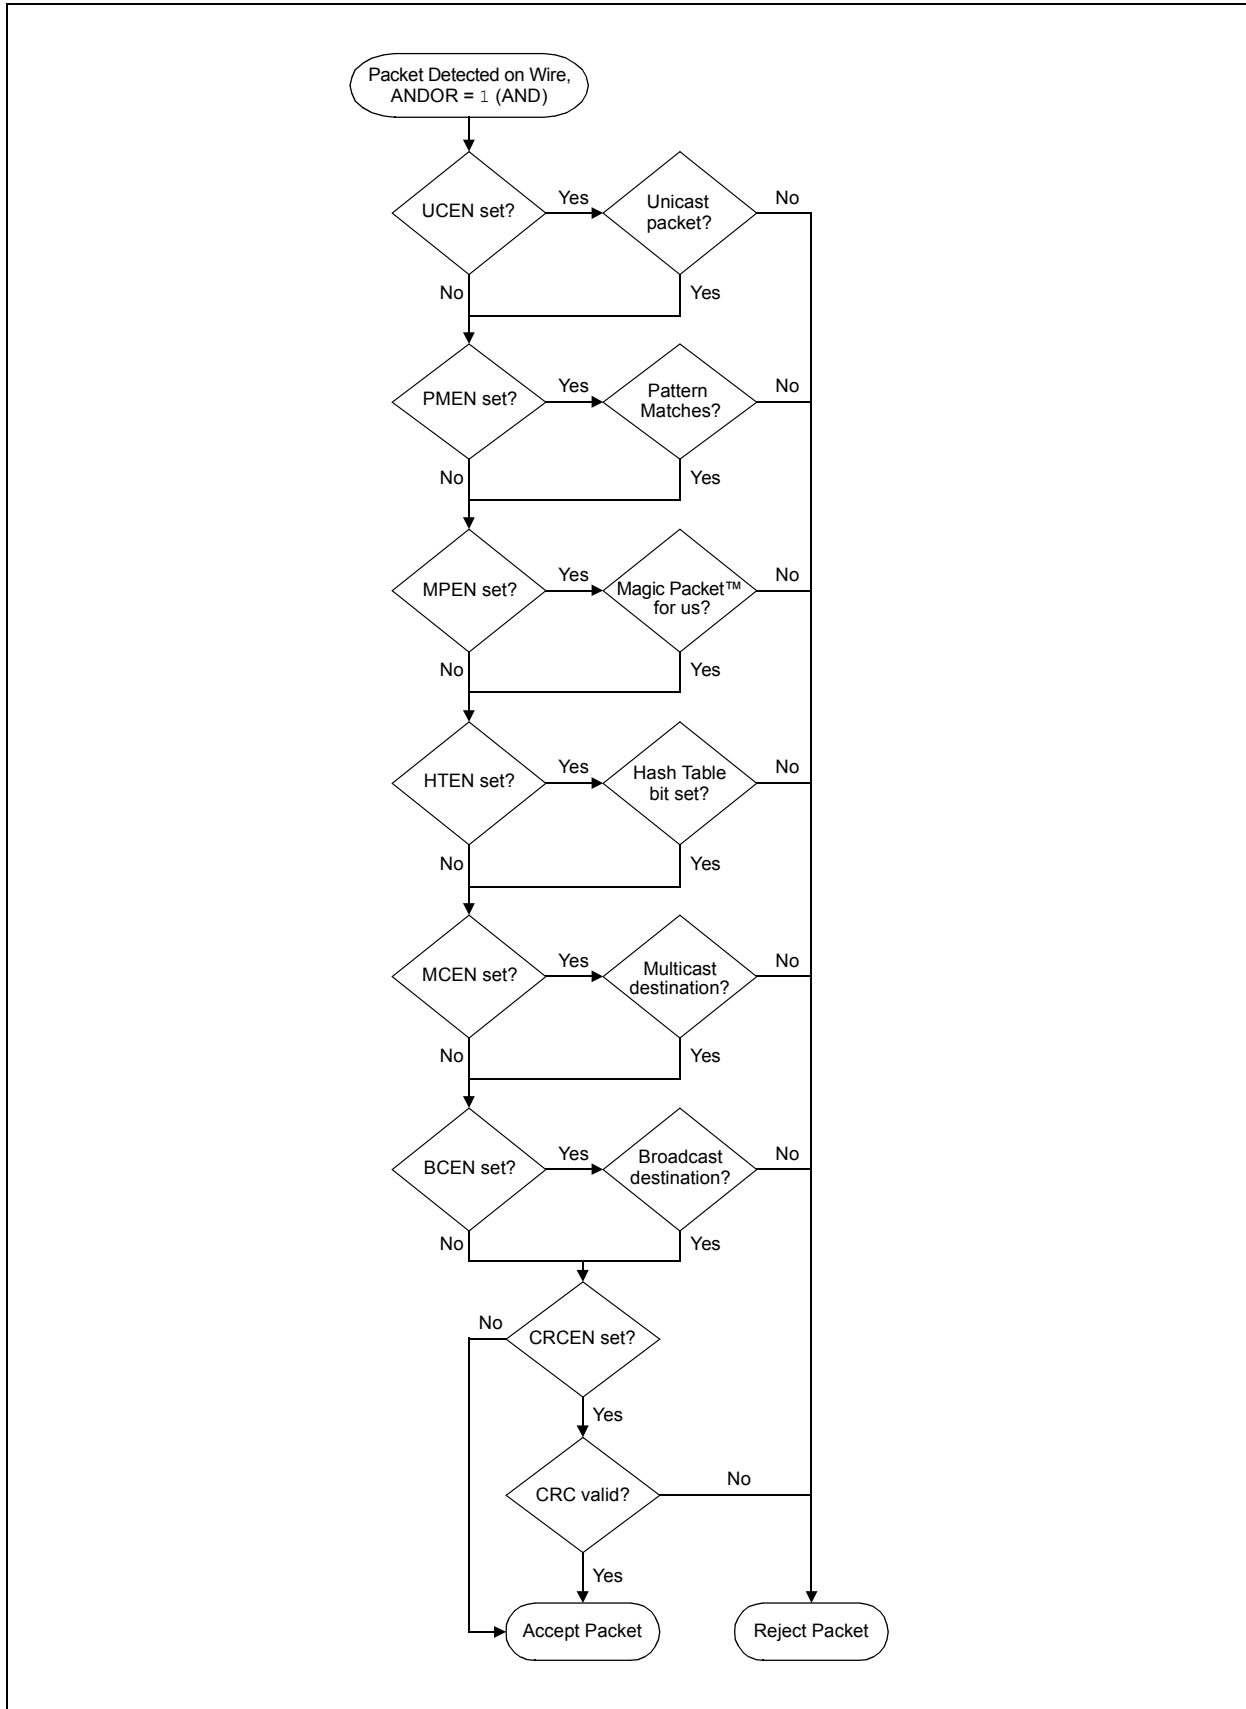 Packet Detected on Wire,
ANDOR = 1 (AND)
UCEN set?
Yes
Unicast
packet?
No
No
Yes
PMEN set?
Yes
Pattern
Matches?
No
No
Yes
MPEN set?
Yes
Magic Packet™
for us?
No
No
Yes
HTEN set?
Yes
Hash Table
bit set?
No
No
Yes
MCEN set?
Yes
Multicast
destination?
No
No
Yes
BCEN set?
Yes
Broadcast
destination?
No
No
Yes
No
CRCEN set?
Yes
CRC valid?
No
Yes
Accept Packet
Reject Packet